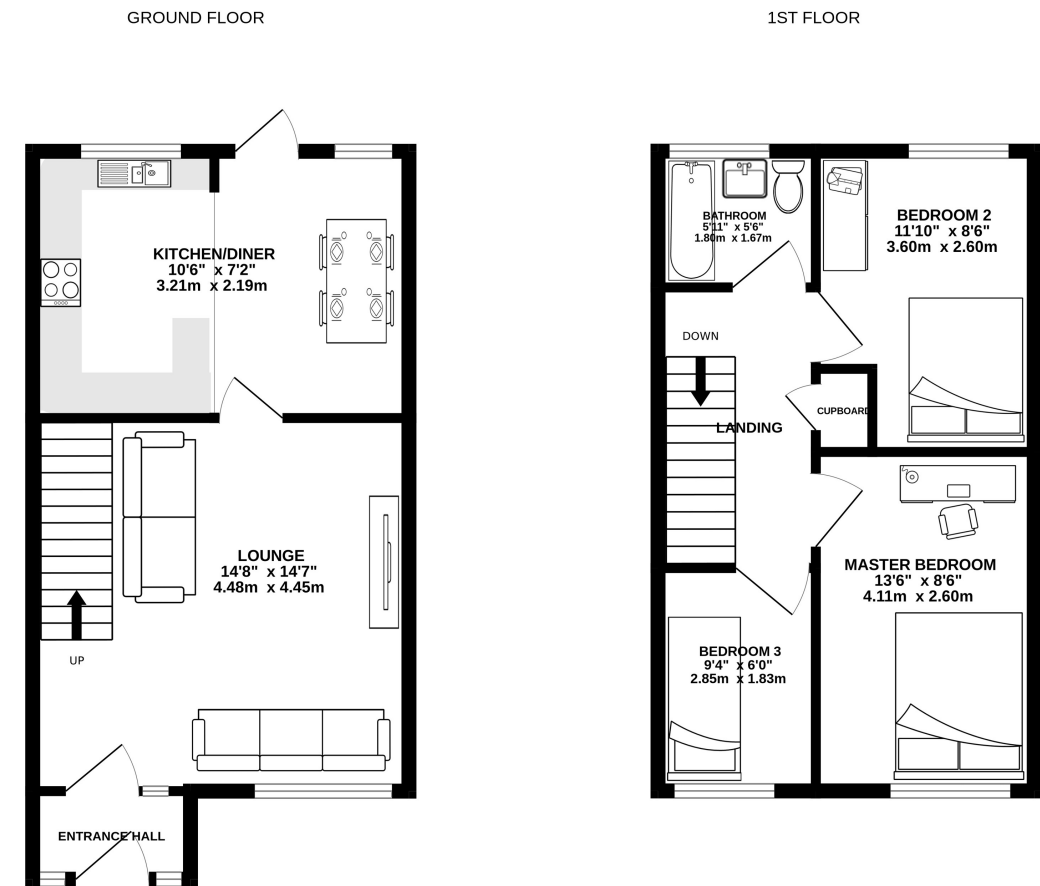 GROUND FLOOR
KITCHEN/DINER
10'6" x 7'2"
3.21m x 2.19m
LOUNGE
14'8" x 14'7"
4.48m x 4.45m
UP
ENTRANCE HALL
1ST FLOOR
BATHROOM
5'11" x 5'6"
1.80m x 1.67m
BEDROOM 2
11'10" x 8'6"
3.60m x 2.60m
DOWN
CUPBOARD
LANDING
MASTER BEDROOM
13'6" x 8'6"
4.11m x 2.60m
BEDROOM 3
9'4" x 6'0"
2.85m x 1.83m